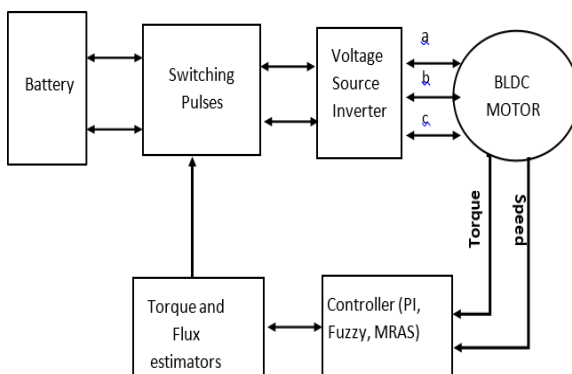 Battery
Switching
Pulses
Voltage
Source
Inverter
a
b
c
BLDC
MOTOR
Torque
Speed
Torque and
Flux
estimators
Controller (PI,
Fuzzy, MRAS)